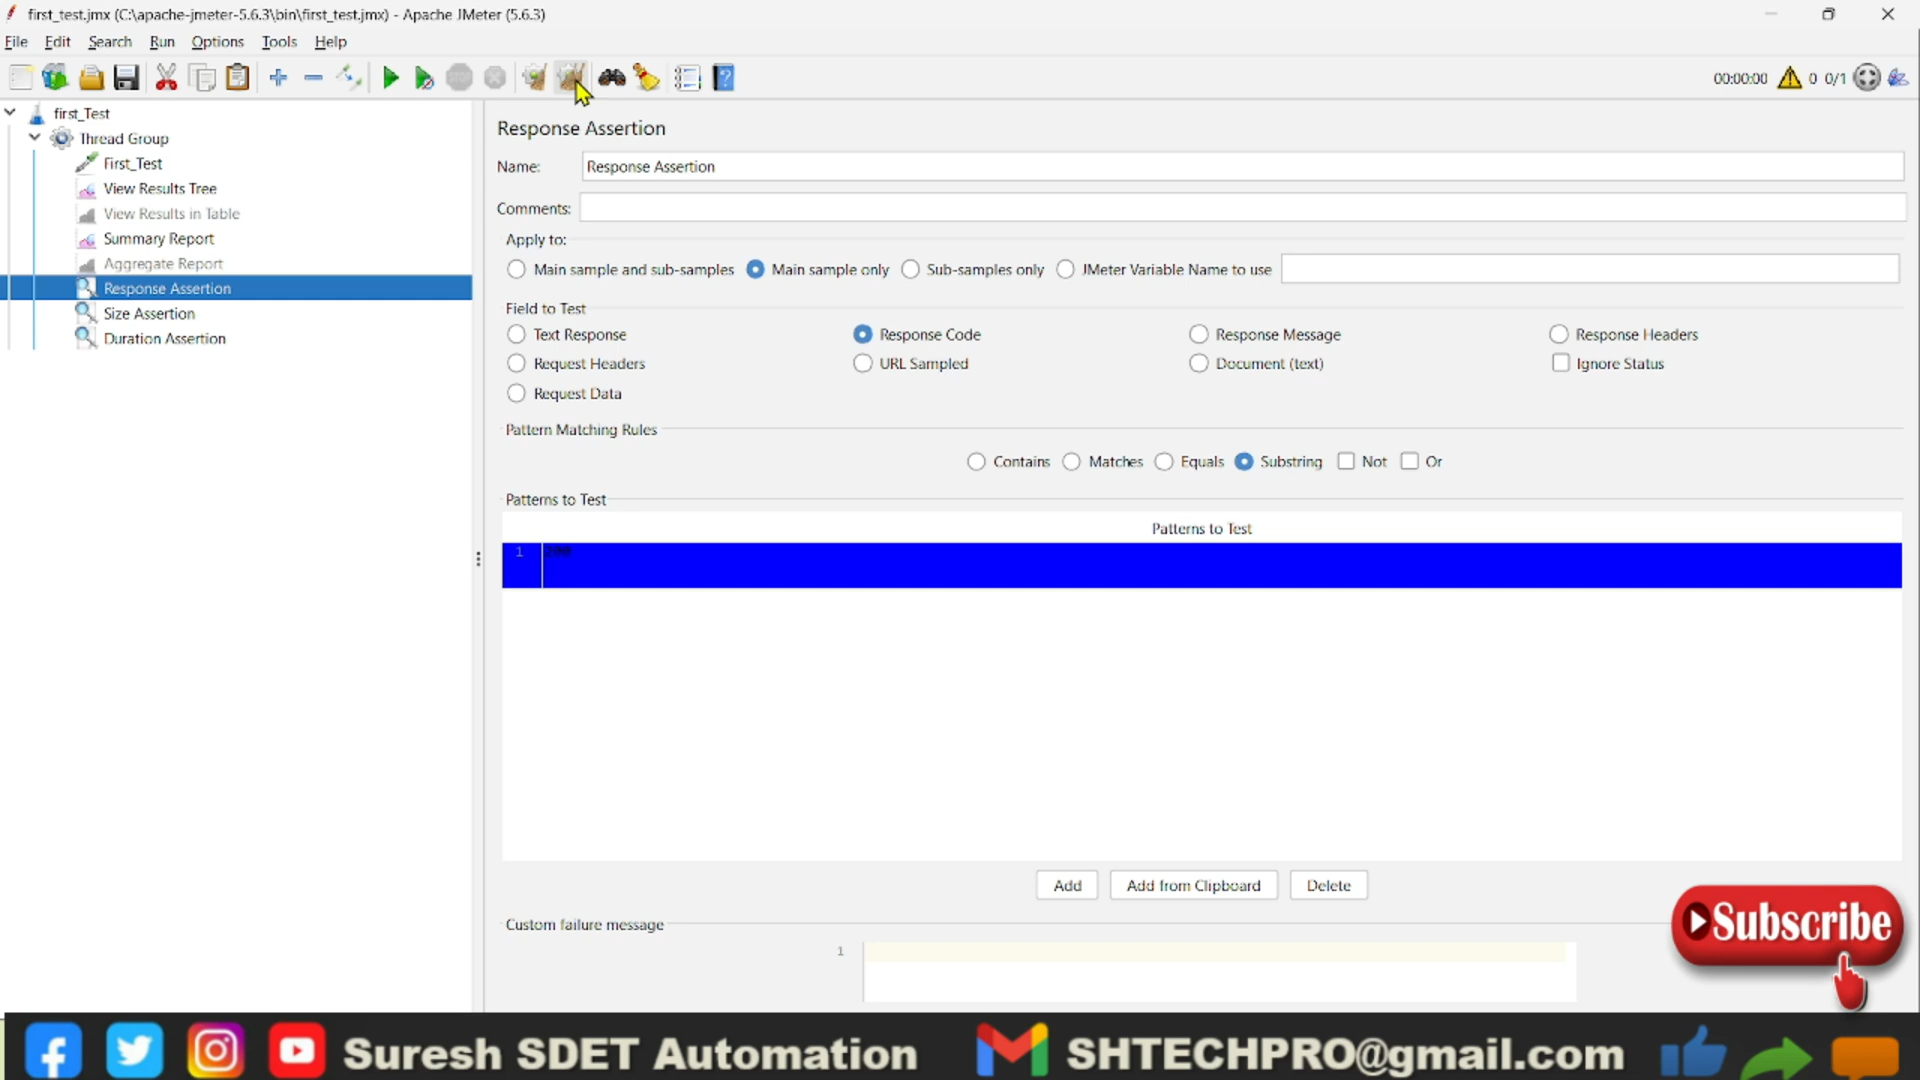 first_test.jmx (C:\apache-jmeter-5.6.3\bin\first_test.jmx) - Apache JMeter (5.6.3)
File Edit Search Run Options Tools Help
STOP
00:00:00 0 0/1
first_Test
Thread Group
First_Test
View Results Tree
View Results in Table
Summary Report
Aggregate Report
Response Assertion
Size Assertion
Duration Assertion
Response Assertion
Name: Response Assertion
Comments:
Apply to:
Main sample and sub-samples Main sample only Sub-samples only JMeter Variable Name to use
Field to Test
Text Response Response Code Response Message Response Headers
Request Headers URL Sampled Document (text) Ignore Status
Request Data
Pattern Matching Rules
Contains Matches Equals Substring Not Or
Patterns to Test
Patterns to Test
1 200
Add Add from Clipboard Delete
Custom failure message
1
Subscribe
Suresh SDET Automation SHTECHPRO@gmail.com